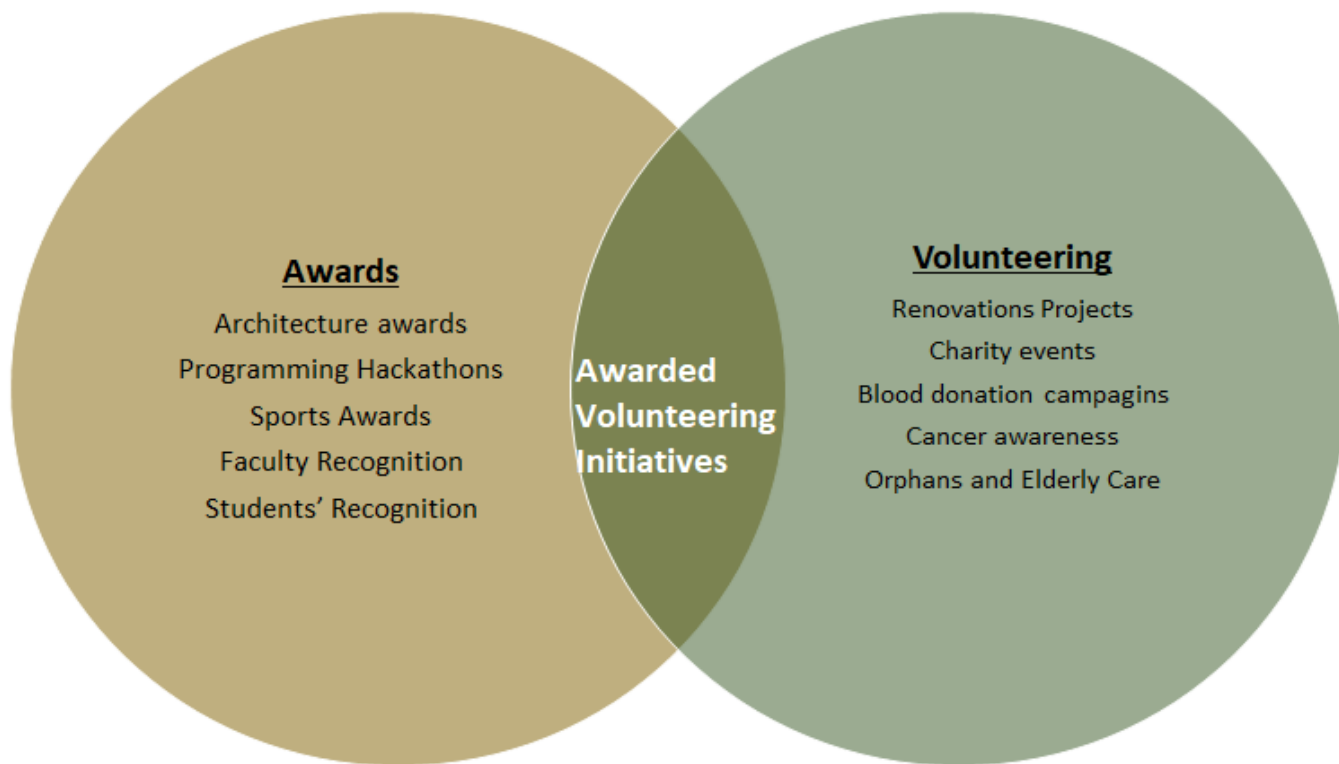 Awards
Architecture awards
Programming Hackathons
Sports Awards
Faculty Recognition
Students’ Recognition
Awarded
Volunteering
Initiatives
Volunteering
Renovations Projects
Charity events
Blood donation campagins
Cancer awareness
Orphans and Elderly Care